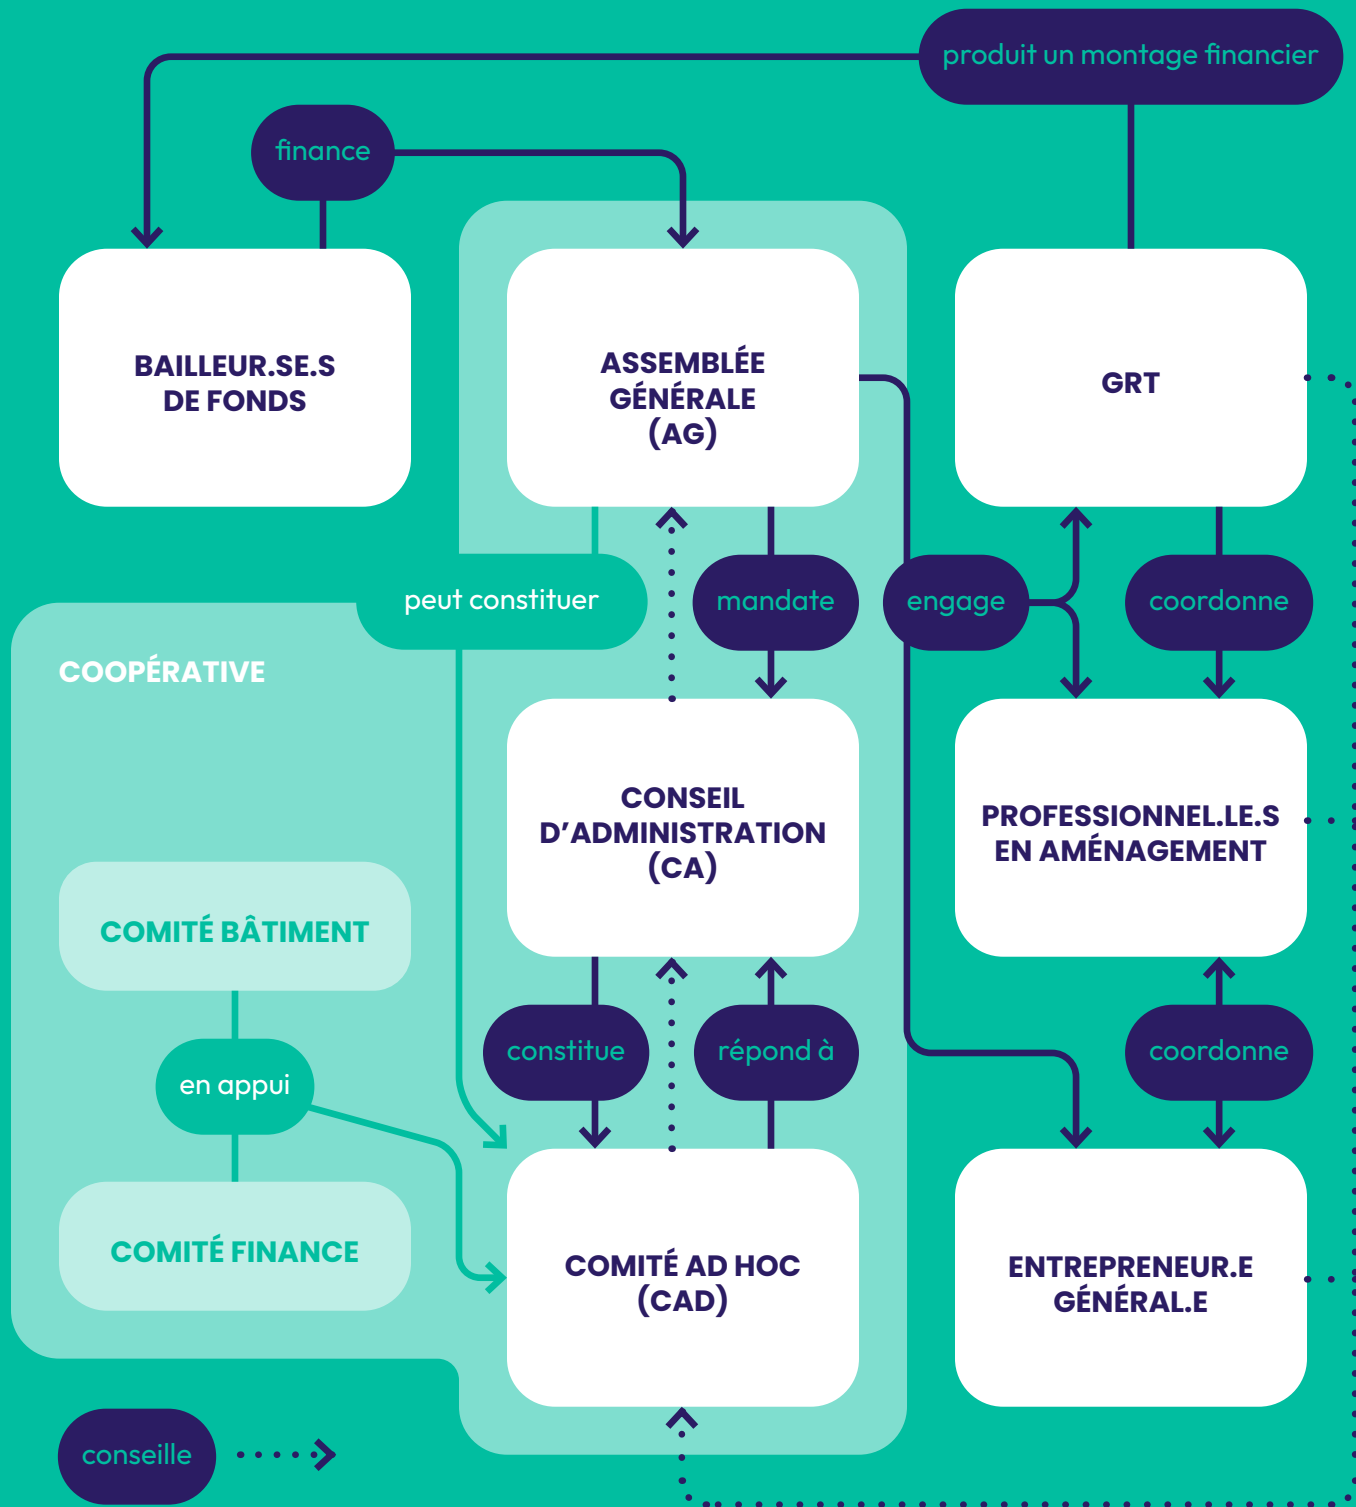 produit un montage financier
finance
BAILLEUR.SE.S
DE FONDS
ASSEMBLÉE
GÉNÉRALE
(AG)
GRT
peut constituer
mandate
engage
coordonne
COOPÉRATIVE
CONSEIL
D’ADMINISTRATION
(CA)
PROFESSIONNEL.LE.S
EN AMÉNAGEMENT
COMITÉ BÂTIMENT
constitue
répond à
coordonne
en appui
COMITÉ FINANCE
COMITÉ AD HOC
(CAD)
ENTREPRENEUR.E
GÉNÉRAL.E
conseille